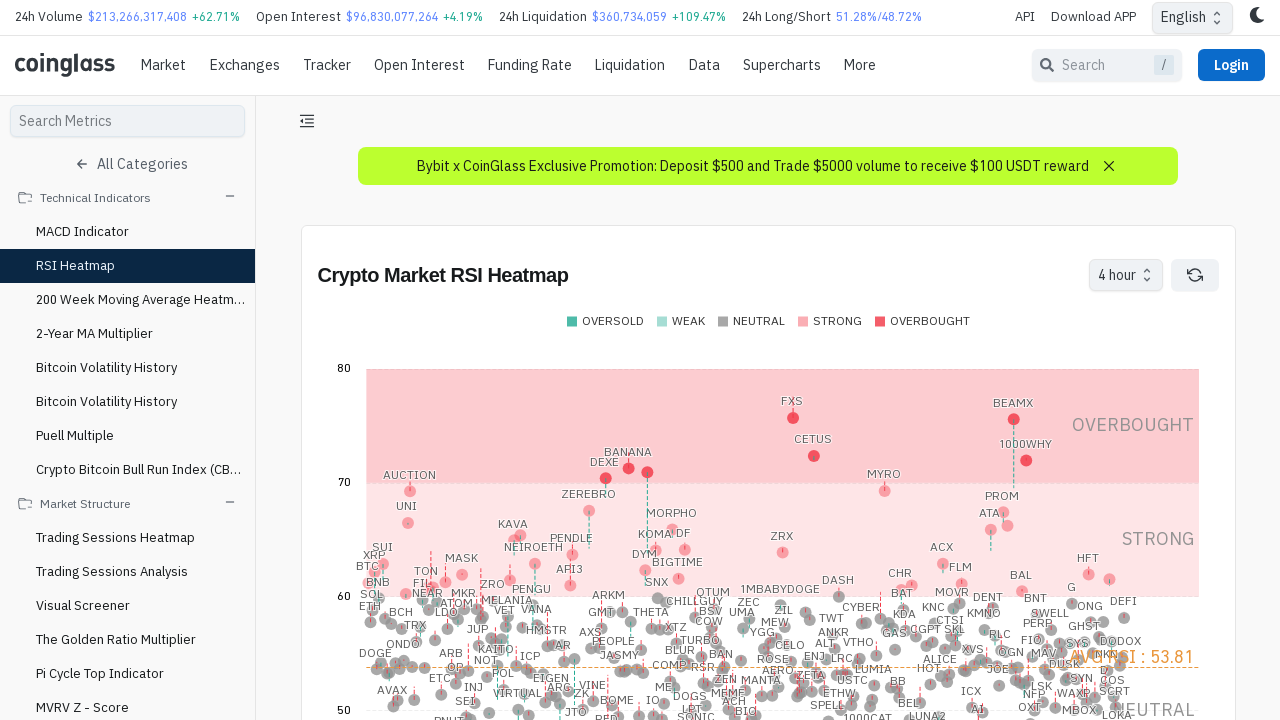 24h Volume $213,266,317,408 +62.71% Open Interest $96,830,077,264 +4.19% 24h Liquidation $360,734,059 +109.47% 24h Long/Short 51.28%/48.72%
API Download APP English
coinglass Market Exchanges Tracker Open Interest Funding Rate Liquidation Data Supercharts More
Search /
Login
Search Metrics
All Categories
Technical Indicators
MACD Indicator
RSI Heatmap
200 Week Moving Average Heatm...
2-Year MA Multiplier
Bitcoin Volatility History
Bitcoin Volatility History
Puell Multiple
Crypto Bitcoin Bull Run Index (CB...
Market Structure
Trading Sessions Heatmap
Trading Sessions Analysis
Visual Screener
The Golden Ratio Multiplier
Pi Cycle Top Indicator
MVRV Z - Score
Bybit x CoinGlass Exclusive Promotion: Deposit $500 and Trade $5000 volume to receive $100 USDT reward
Crypto Market RSI Heatmap
4 hour
OVERSOLD WEAK NEUTRAL STRONG OVERBOUGHT
80
FXS BEAMX
OVERBOUGHT
CETUS 1000WHY
BANANA
DEXE
AUCTION MYRO
70
ZEREBRO PROM
UNI MORPHO ATA
KAVA
PENDLE KOMA ZRX
STRONG
SUI NEIROETH ACX
XRP MASK DYM HFT
BTC BIGTIME FLM
TON API3 CHR BAL
BNB FIL ZRO PENGU SNX DASH G
SOL NEAR MKR 1MBABYDOGE BAT MOVR
60
ETH ATOM MELANIA ARKM CHILLGUY OTUM ZEC ZIL CYBER KNC DENT BNT ONG DEFI
BCH LDO VET VANA GMT THETA COW UMA MEW TWT KDA CTSI KMNO SWELL
TRX JUP HMSTR AXS XTZ YGG ANKR GAS CGPT SKL RLC PERP GHST
ONDO KAITO PEOPLE TURBO CELO ALT VTHO FIO SYS DODOX
DOGE ARB NOT ICP JASMY BLUR BAN ROSE ENJ LRC ALICE XVS OGN MAV
AVG RSI : 53.81
OP COMP RSR AERO LUMIA HOT JOE DUSK
ETC POL EIGEN ZEN MANTA ZETA USTC BB LSK SYN COS
AVAX INJ VIRTUAL ARG VINE ME MEME ETHW ICX NFP WAXP SCRT
SEI BOME IO DOGS ACH SPELL BEL OXT
50
JTO SONIC BIO 1000CAT LUNA2 AI MBOX LOKA
NEUTRAL